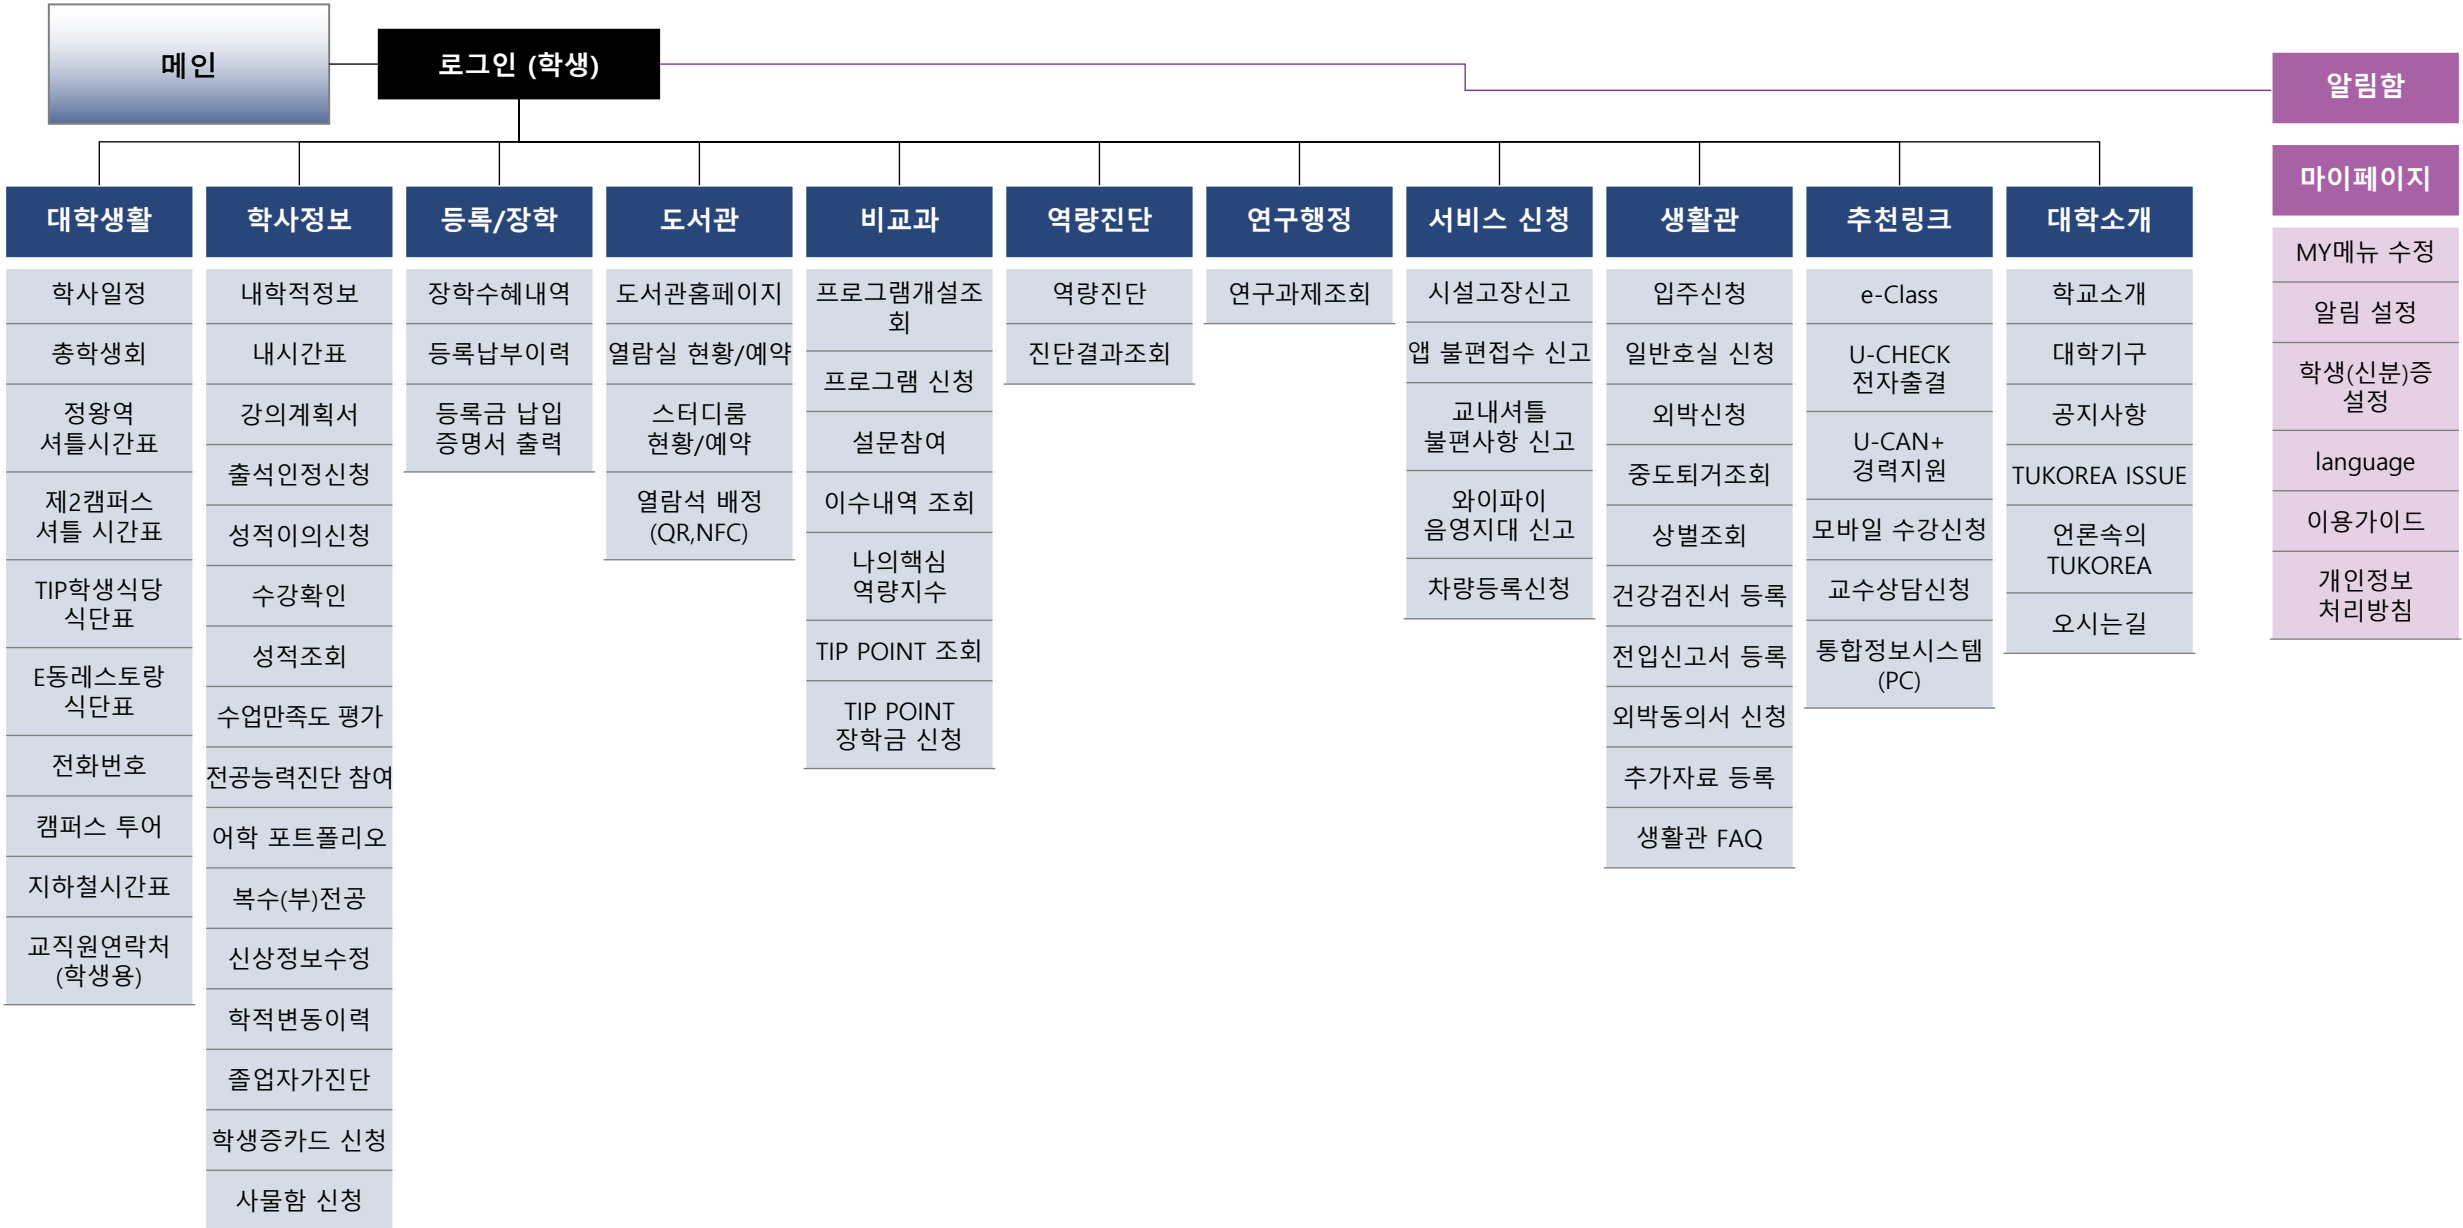 메인
로그인 (학생)
알림함
마이페이지
MY메뉴 수정
알림 설정
학생(신분)증
설정
language
이용가이드
개인정보
처리방침
대학생활
학사일정
총학생회
정왕역
셔틀시간표
제2캠퍼스
셔틀 시간표
TIP학생식당
식단표
E동레스토랑
식단표
전화번호
캠퍼스 투어
지하철시간표
교직원연락처
(학생용)
학사정보
내학적정보
내시간표
강의계획서
출석인정신청
성적이의신청
수강확인
성적조회
수업만족도 평가
전공능력진단 참여
어학 포트폴리오
복수(부)전공
신상정보수정
학적변동이력
졸업자가진단
학생증카드 신청
사물함 신청
등록/장학
장학수혜내역
등록납부이력
등록금 납입
증명서 출력
도서관
도서관홈페이지
열람실 현황/예약
스터디룸
현황/예약
열람석 배정
(QR,NFC)
비교과
프로그램개설조
회
프로그램 신청
설문참여
이수내역 조회
나의핵심
역량지수
TIP POINT 조회
TIP POINT
장학금 신청
역량진단
역량진단
진단결과조회
연구행정
연구과제조회
서비스 신청
시설고장신고
앱 불편접수 신고
교내셔틀
불편사항 신고
와이파이
음영지대 신고
차량등록신청
생활관
입주신청
일반호실 신청
외박신청
중도퇴거조회
상벌조회
건강검진서 등록
전입신고서 등록
외박동의서 신청
추가자료 등록
생활관 FAQ
추천링크
e-Class
U-CHECK
전자출결
U-CAN+
경력지원
모바일 수강신청
교수상담신청
통합정보시스템
(PC)
대학소개
학교소개
대학기구
공지사항
TUKOREA ISSUE
언론속의
TUKOREA
오시는길